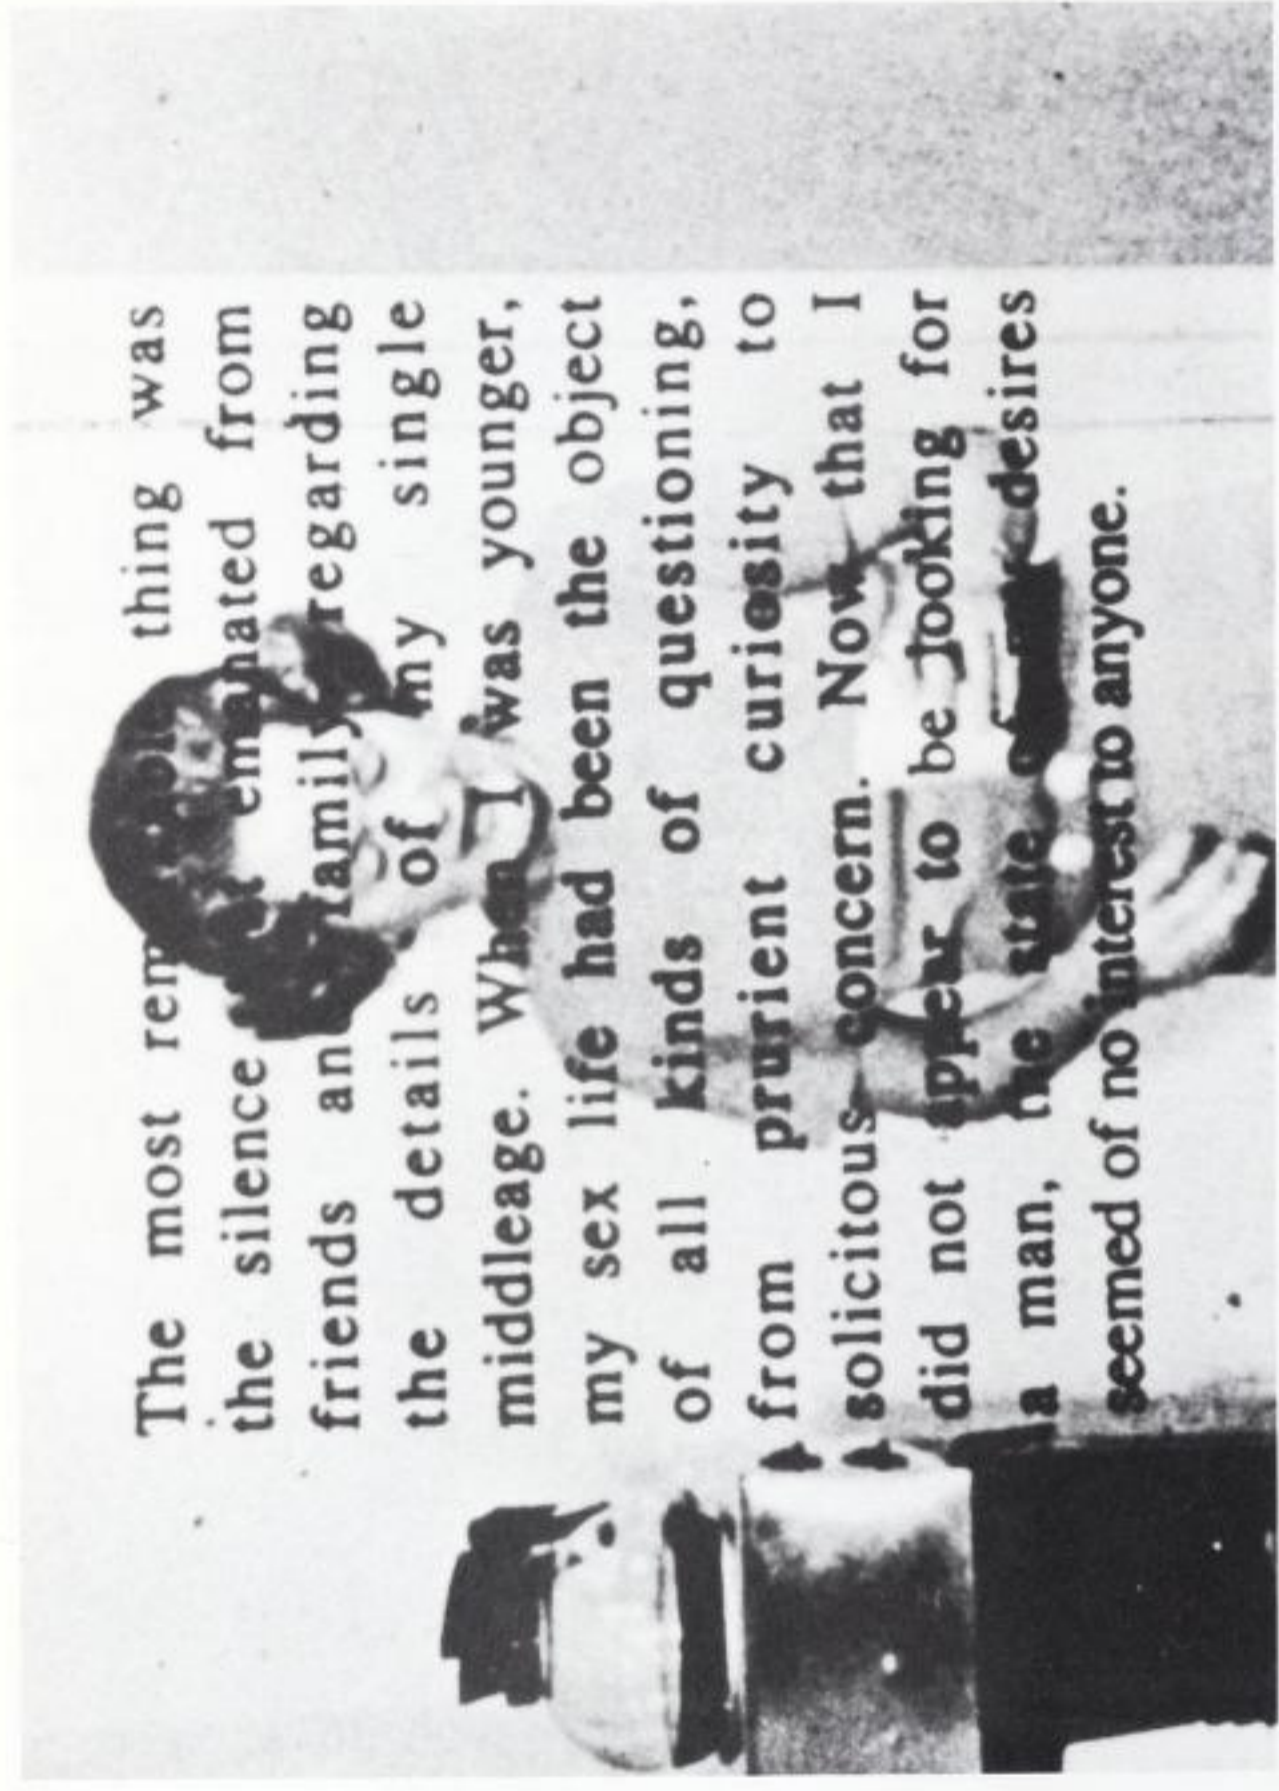 The most remarkable thing was
the silence that emanated from
friends and family regarding
the details of my single
middleage. When I was younger,
my sex life had been the object
of all kinds of questioning,
from prurient curiosity to
solicitous concern. Now that I
did not appear to be looking for
a man, the state of my desires
seemed of no interest to anyone.